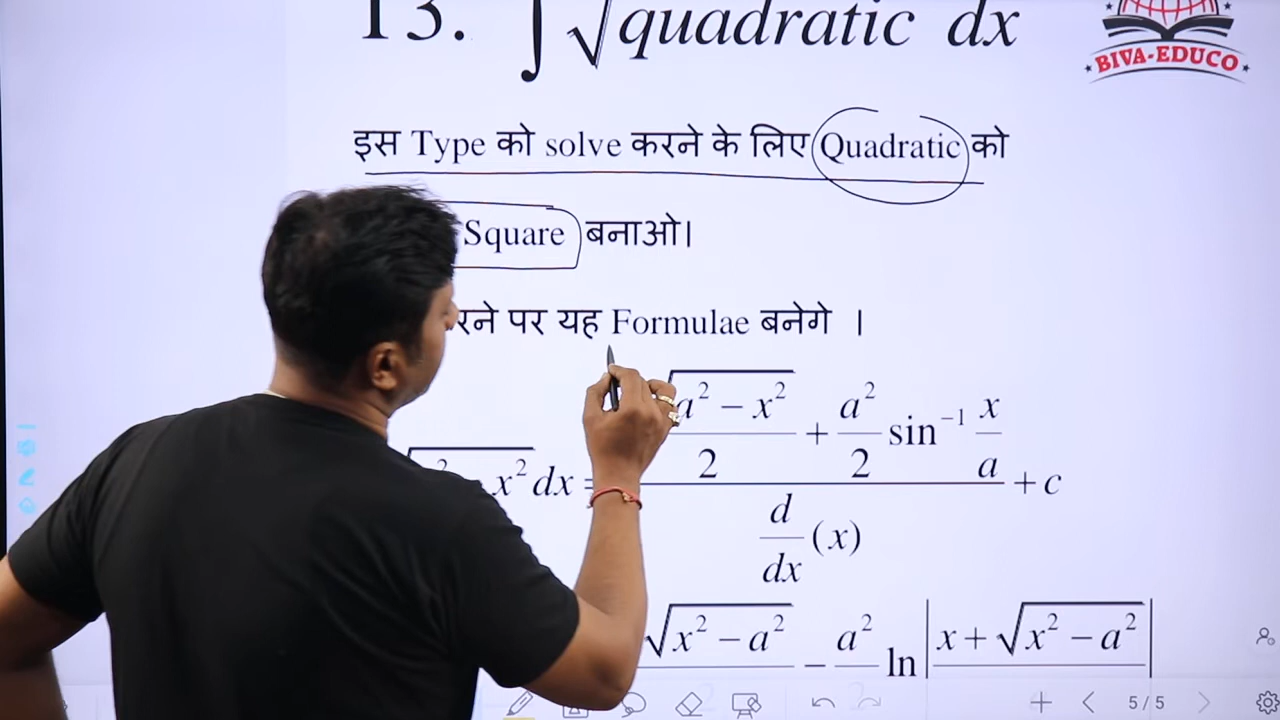 13. ∫ √quadratic dx
BIVA-EDUCO
इस Type को solve करने के लिए Quadratic को
Square बनाओ।
रने पर यह Formulae बनेगे ।
√a² − x² / 2 + a² / 2 sin⁻¹ x / a
x² dx = + c
d / dx (x)
√x² − a² − a² ln | x + √x² − a² |
5/5